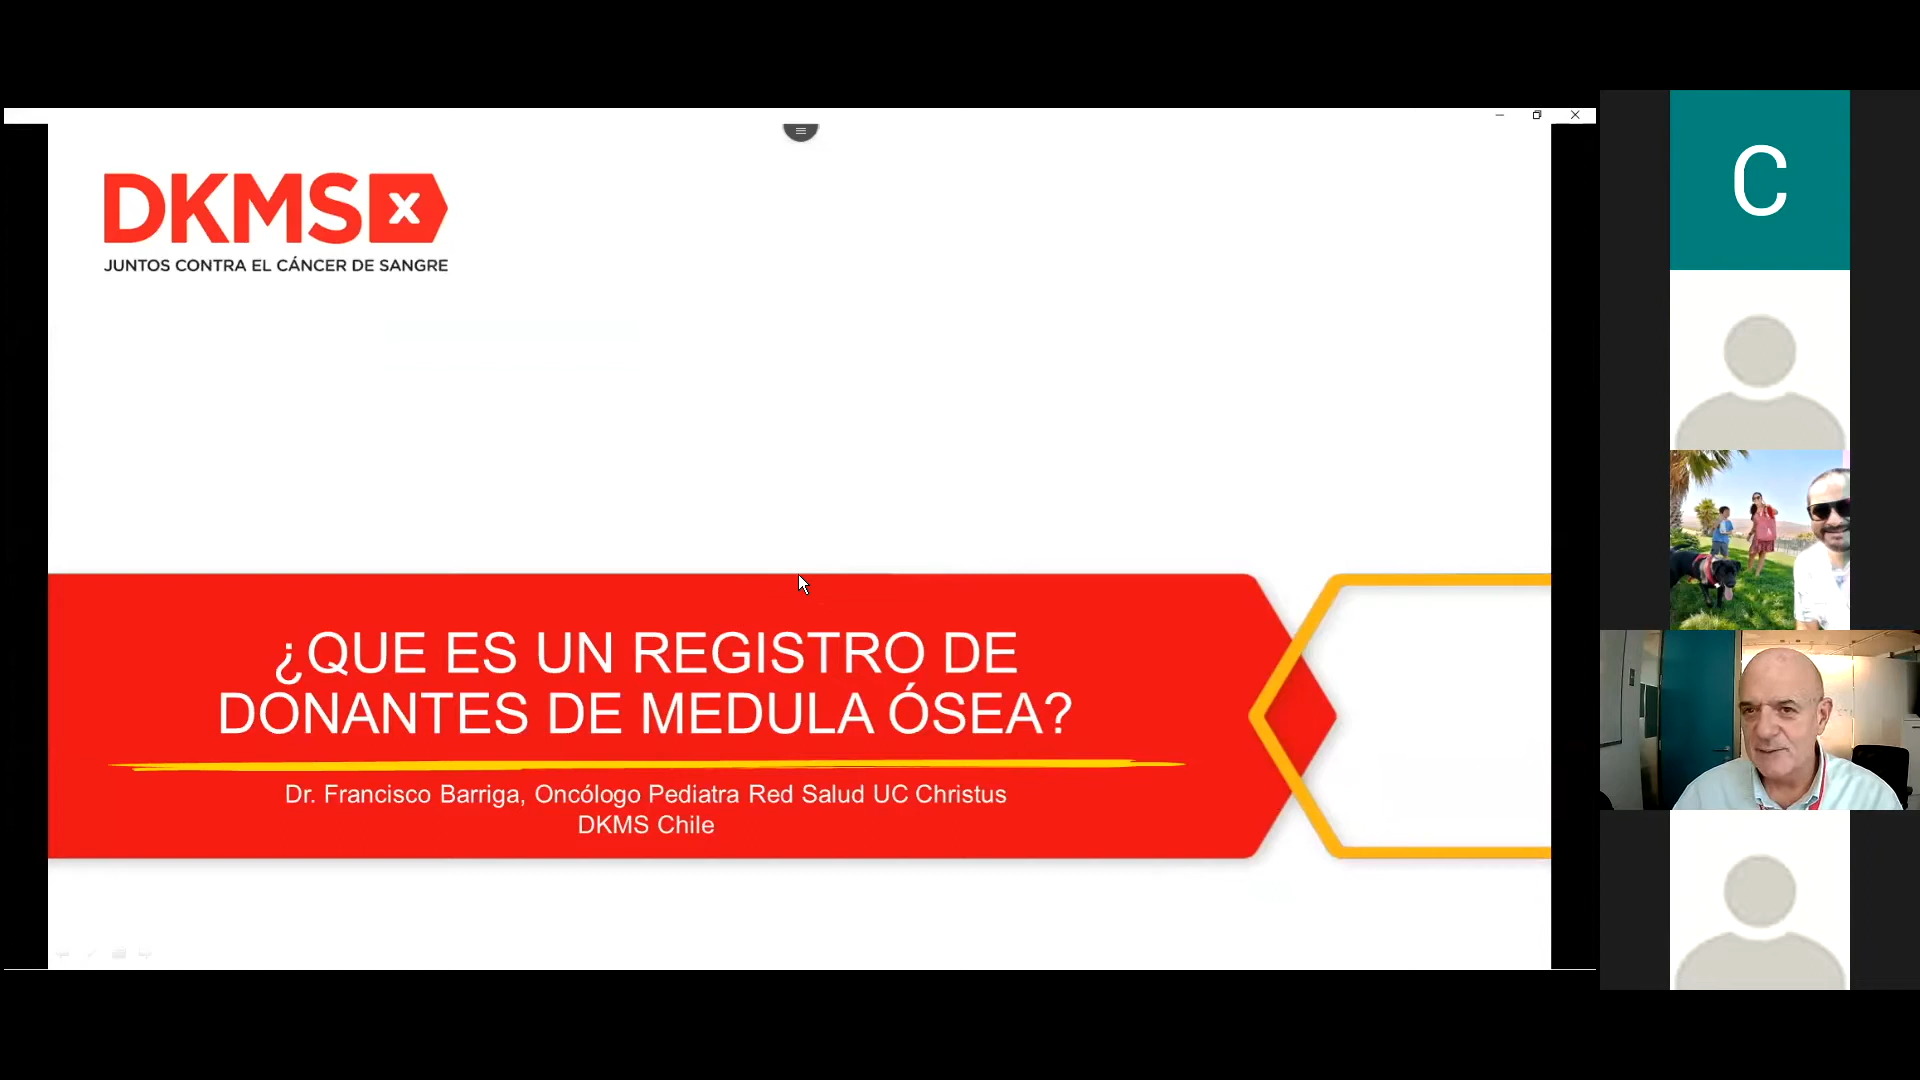 DKMS X
JUNTOS CONTRA EL CÁNCER DE SANGRE
¿QUE ES UN REGISTRO DE
DONANTES DE MEDULA ÓSEA?
Dr. Francisco Barriga, Oncólogo Pediatra Red Salud UC Christus
DKMS Chile
C